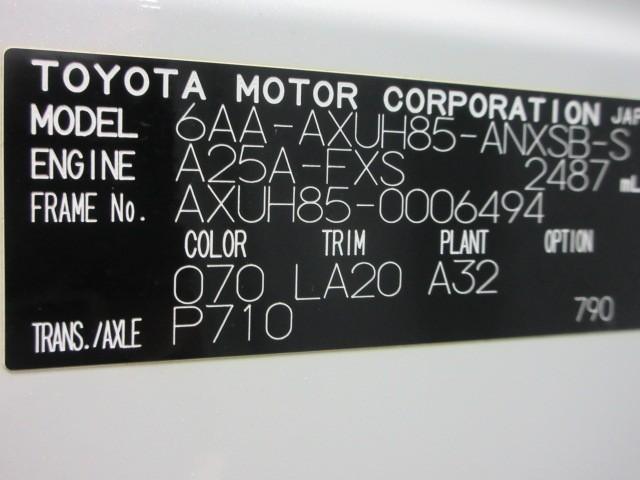 TOYOTA MOTOR CORPORATION JAP
MODEL 6AA-AXUH85-ANXSB-S
ENGINE A25A-FXS 2487 mL
FRAME No. AXUH85-0006494
COLOR TRIM PLANT OPTION
070 LA20 A32
TRANS./AXLE P710 790